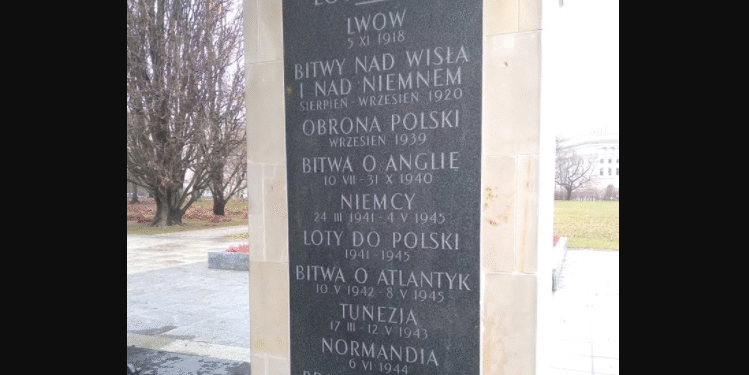 LWOW
5 XI 1918
BITWY NAD WISŁĄ
I NAD NIEMNEM
SIERPIEŃ - WRZESIEŃ 1920
OBRONA POLSKI
WRZESIEŃ 1939
BITWA O ANGLIĘ
10 VII - 31 X 1940
NIEMCY
24 III 1941 - 4 V 1945
LOTY DO POLSKI
1941 - 1945
BITWA O ATLANTYK
10 V 1942 - 8 V 1945
TUNEZJA
17 III - 12 V 1943
NORMANDIA
6 VI 1944